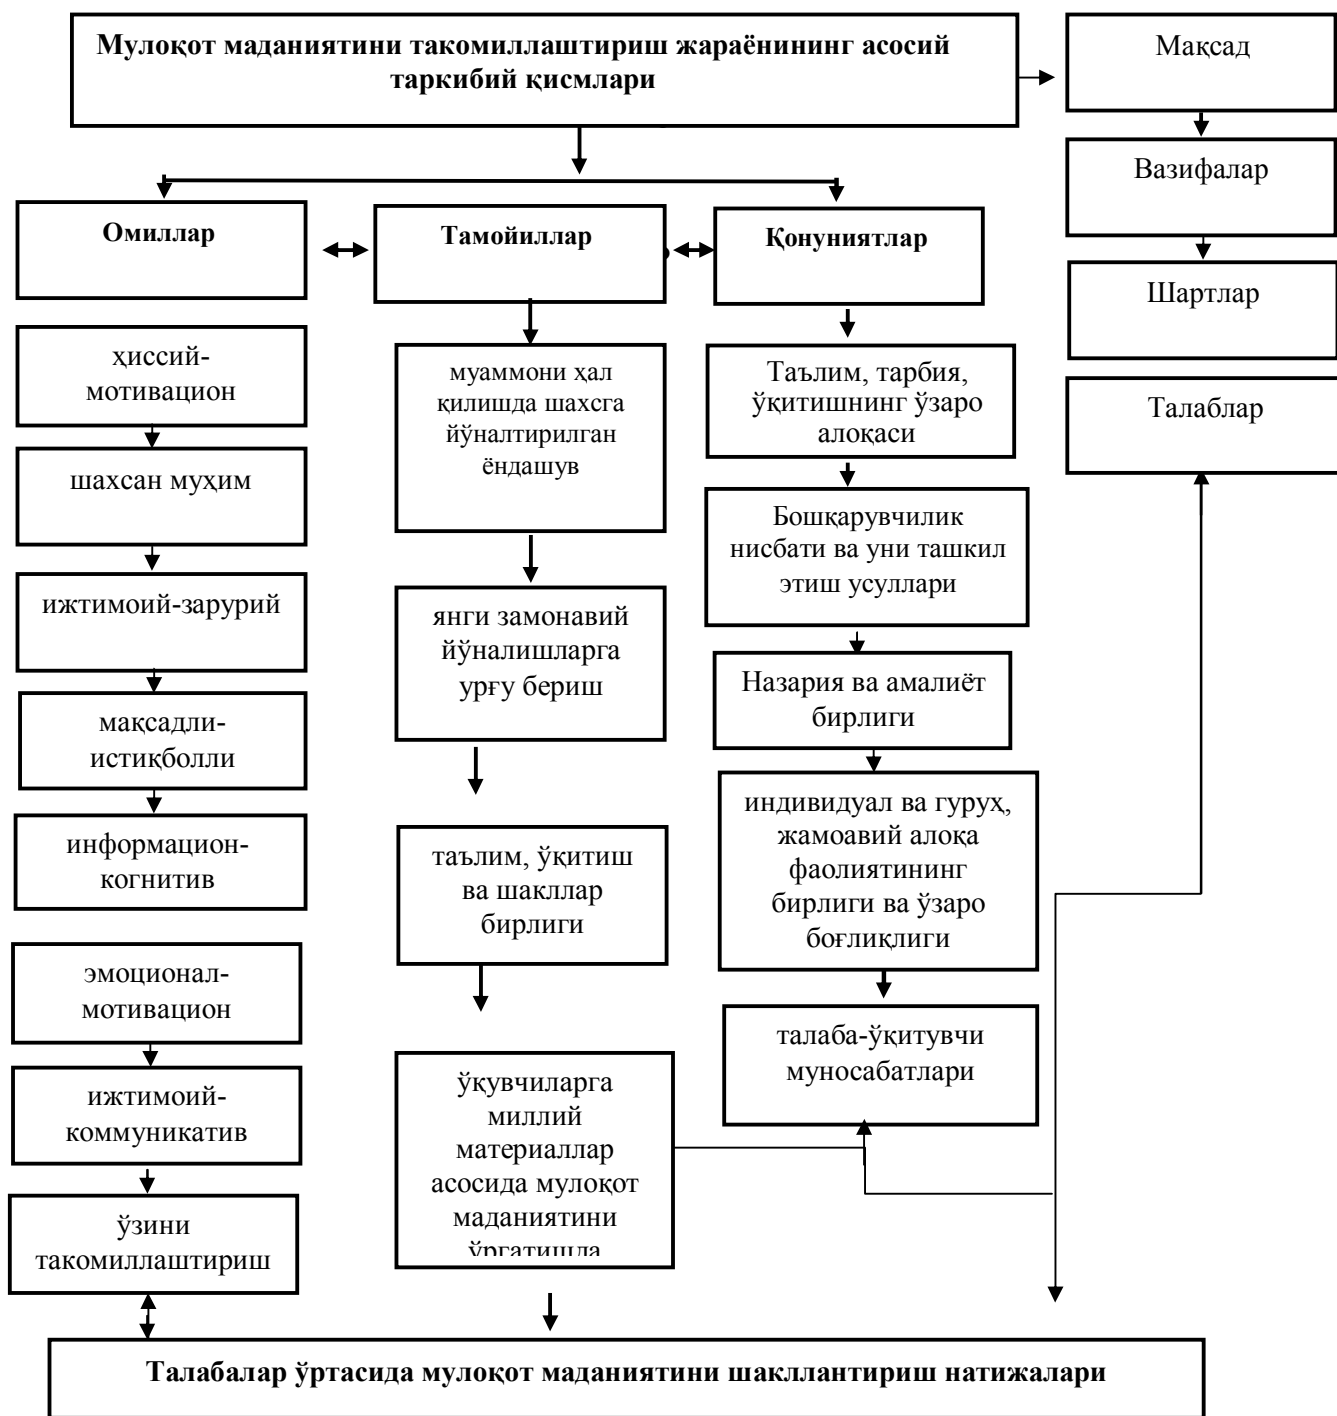 Мулоқот маданиятини такомиллаштириш жараёнининг асосий
таркибий қисмлари
Мақсад
Вазифалар
Шартлар
Талаблар
Омиллар
Тамойиллар
Қонуниятлар
ҳиссий-
мотивацион
шахсан муҳим
ижтимоий-зарурий
мақсадли-
истиқболли
информацион-
когнитив
эмоционал-
мотивацион
ижтимоий-
коммуникатив
ўзини
такомиллаштириш
муаммони ҳал
қилишда шахсга
йўналтирилган
ёндашув
янги замонавий
йўналишларга
урғу бериш
таълим, ўқитиш
ва шакллар
бирлиги
ўқувчиларга
миллий
материаллар
асосида мулоқот
маданиятини
ўргатишда
Таълим, тарбия,
ўқитишнинг ўзаро
алоқаси
Бошқарувчилик
нисбати ва уни ташкил
этиш усуллари
Назария ва амалиёт
бирлиги
индивидуал ва гуруҳ,
жамоавий алоқа
фаолиятининг
бирлиги ва ўзаро
боғлиқлиги
талаба-ўқитувчи
муносабатлари
Талабалар ўртасида мулоқот маданиятини шакллантириш натижалари